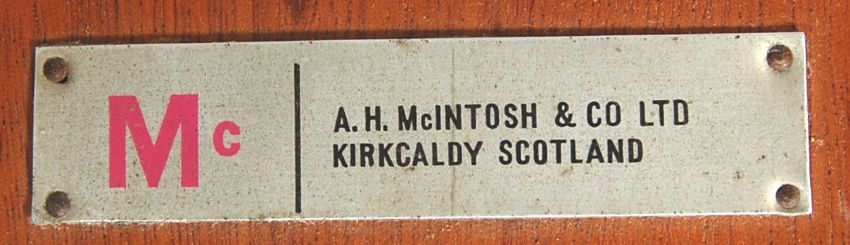 Mc
A. H. McINTOSH & CO LTD
KIRKCALDY SCOTLAND